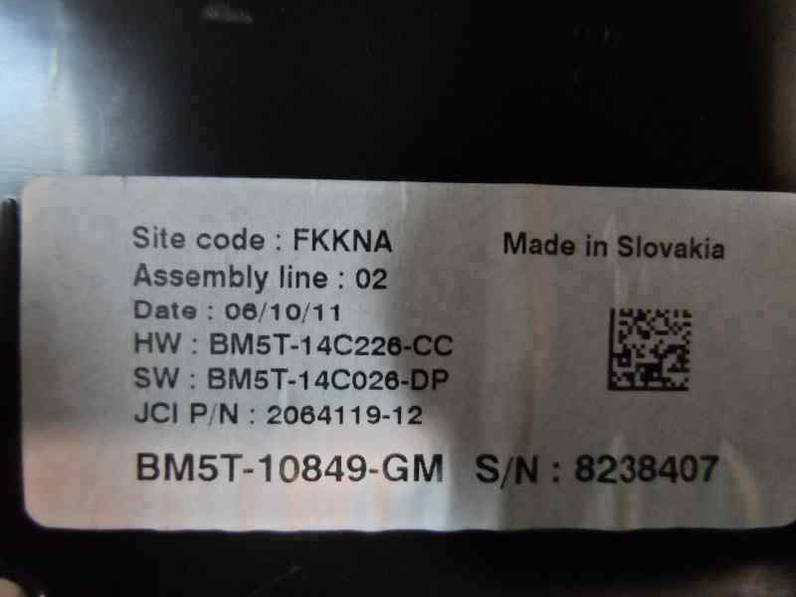 Site code : FKKNA
Made in Slovakia
Assembly line : 02
Date : 06/10/11
HW : BM5T-14C226-CC
SW : BM5T-14C026-DP
JCI P/N : 2064119-12
BM5T-10849-GM S/N : 8238407